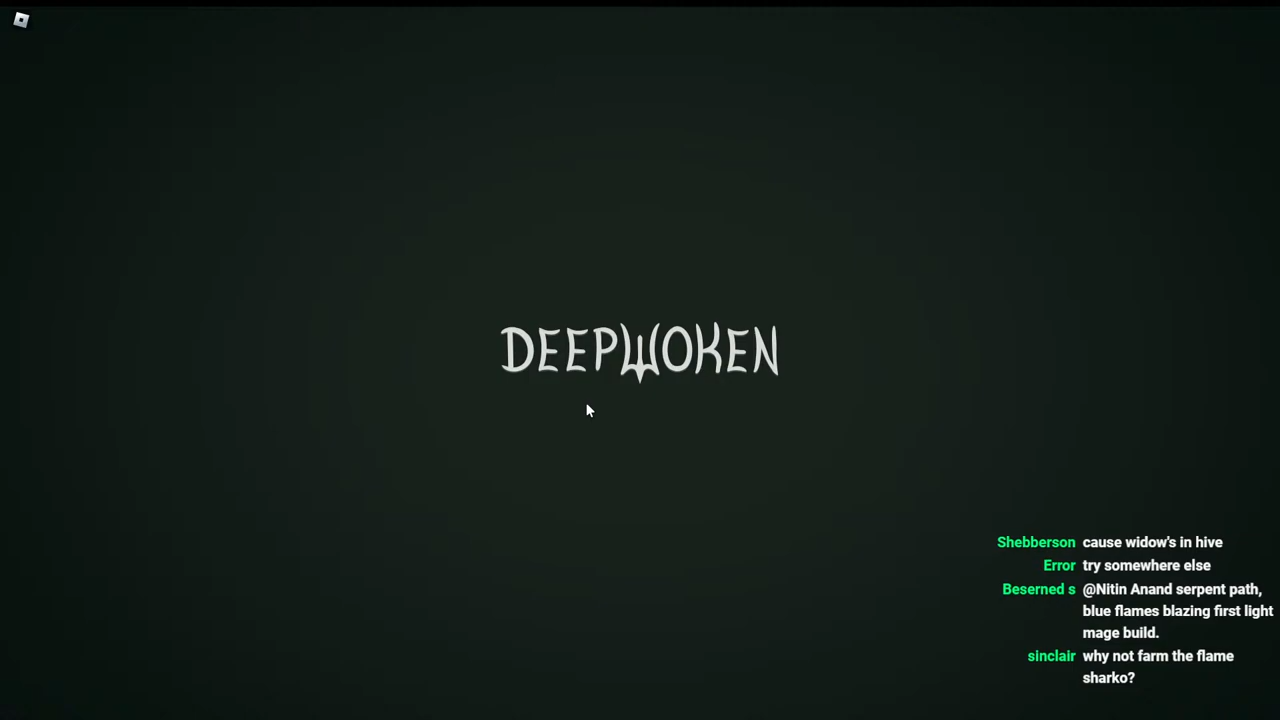 DEEPWOKEN
Shebberson cause widow's in hive
Error try somewhere else
Beserned s @Nitin Anand serpent path,
blue flames blazing first light
mage build.
sinclair why not farm the flame
sharko?